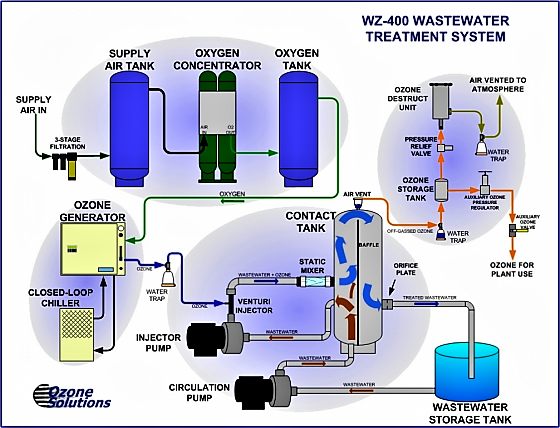 WZ-400 WASTEWATER
TREATMENT SYSTEM
SUPPLY
AIR TANK
OXYGEN
CONCENTRATOR
OXYGEN
TANK
SUPPLY
AIR IN
3-STAGE
FILTRATION
AIR
IN
O2
OUT
OXYGEN
OZONE
DESTRUCT
UNIT
AIR VENTED TO
ATMOSPHERE
PRESSURE
RELIEF
VALVE
WATER
TRAP
OZONE
STORAGE
TANK
AUXILIARY OZONE
PRESSURE
REGULATOR
AUXILIARY
OZONE
VALVE
WATER
TRAP
OZONE FOR
PLANT USE
AIR VENT
OFF-GASSED OZONE
OZONE
GENERATOR
OZONE
WATER
TRAP
OZONE
CLOSED-LOOP
CHILLER
CONTACT
TANK
BAFFLE
STATIC
MIXER
WASTEWATER + OZONE
VENTURI
INJECTOR
ORIFICE
PLATE
TREATED WASTEWATER
INJECTOR
PUMP
WASTEWATER
WASTEWATER
CIRCULATION
PUMP
WASTEWATER
WASTEWATER
STORAGE TANK
Ozone
Solutions